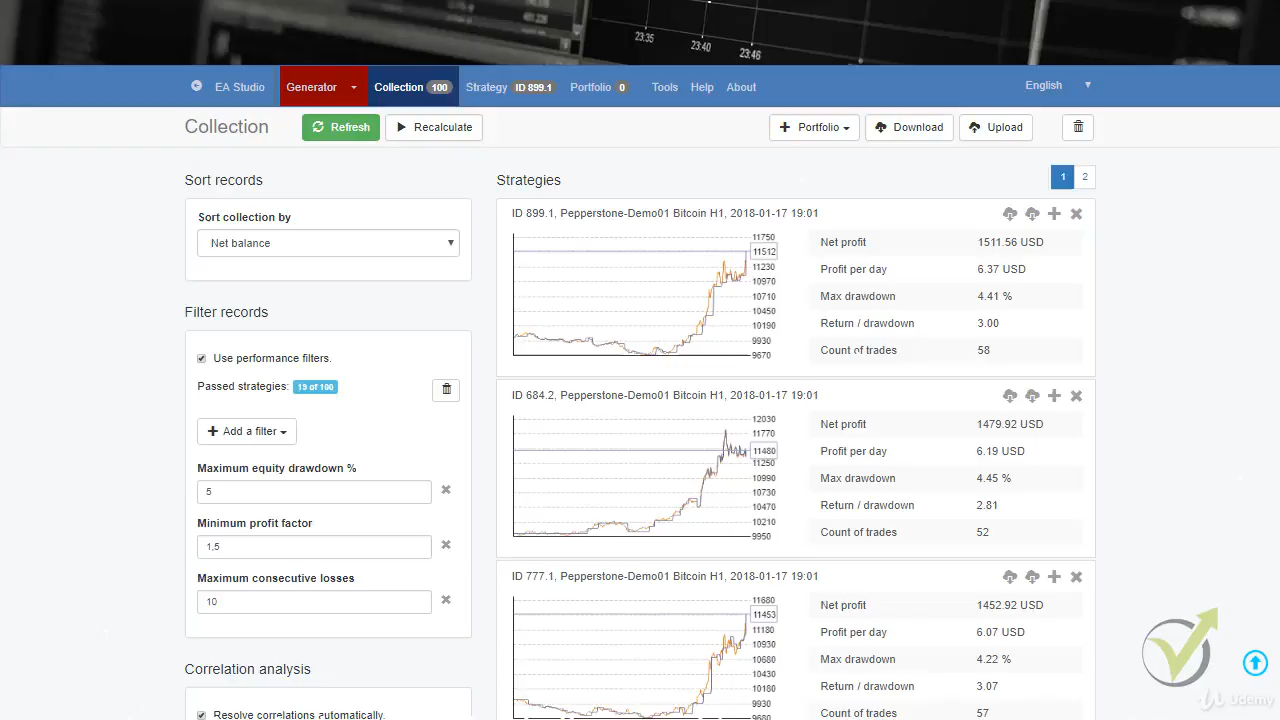 23:35
23:40
23:46
EA Studio Generator Collection 100 Strategy ID 899.1 Portfolio 0 Tools Help About English
Collection Refresh Recalculate Portfolio Download Upload
Sort records
Strategies
1 2
Sort collection by
Net balance
Filter records
Use performance filters.
Passed strategies: 19 of 100
Add a filter
Maximum equity drawdown %
5
Minimum profit factor
1,5
Maximum consecutive losses
10
Correlation analysis
Resolve correlations automatically.
ID 899.1, Pepperstone-Demo01 Bitcoin H1, 2018-01-17 19:01
11750
11512
11230
10970
10710
10450
10190
9930
9670
Net profit 1511.56 USD
Profit per day 6.37 USD
Max drawdown 4.41 %
Return / drawdown 3.00
Count of trades 58
ID 684.2, Pepperstone-Demo01 Bitcoin H1, 2018-01-17 19:01
12030
11770
11480
11250
10990
10730
10470
10210
9950
Net profit 1479.92 USD
Profit per day 6.19 USD
Max drawdown 4.45 %
Return / drawdown 2.81
Count of trades 52
ID 777.1, Pepperstone-Demo01 Bitcoin H1, 2018-01-17 19:01
11680
11453
11180
10930
10680
10430
10180
9930
9680
Net profit 1452.92 USD
Profit per day 6.07 USD
Max drawdown 4.22 %
Return / drawdown 3.07
Count of trades 57
Udemy